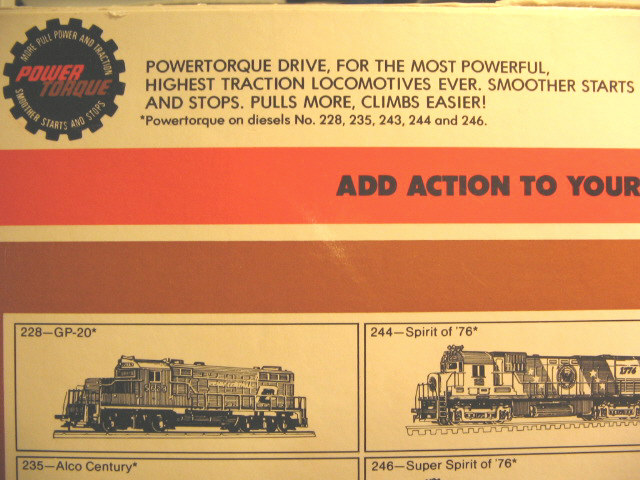 MORE PULL POWER AND TRACTION
POWER
TORQUE
SMOOTHER STARTS AND STOPS
POWERTORQUE DRIVE, FOR THE MOST POWERFUL,
HIGHEST TRACTION LOCOMOTIVES EVER. SMOOTHER STARTS
AND STOPS. PULLS MORE, CLIMBS EASIER!
*Powertorque on diesels No. 228, 235, 243, 244 and 246.
ADD ACTION TO YOUR
228—GP-20*
244—Spirit of '76*
1776
235—Alco Century*
246—Super Spirit of '76*